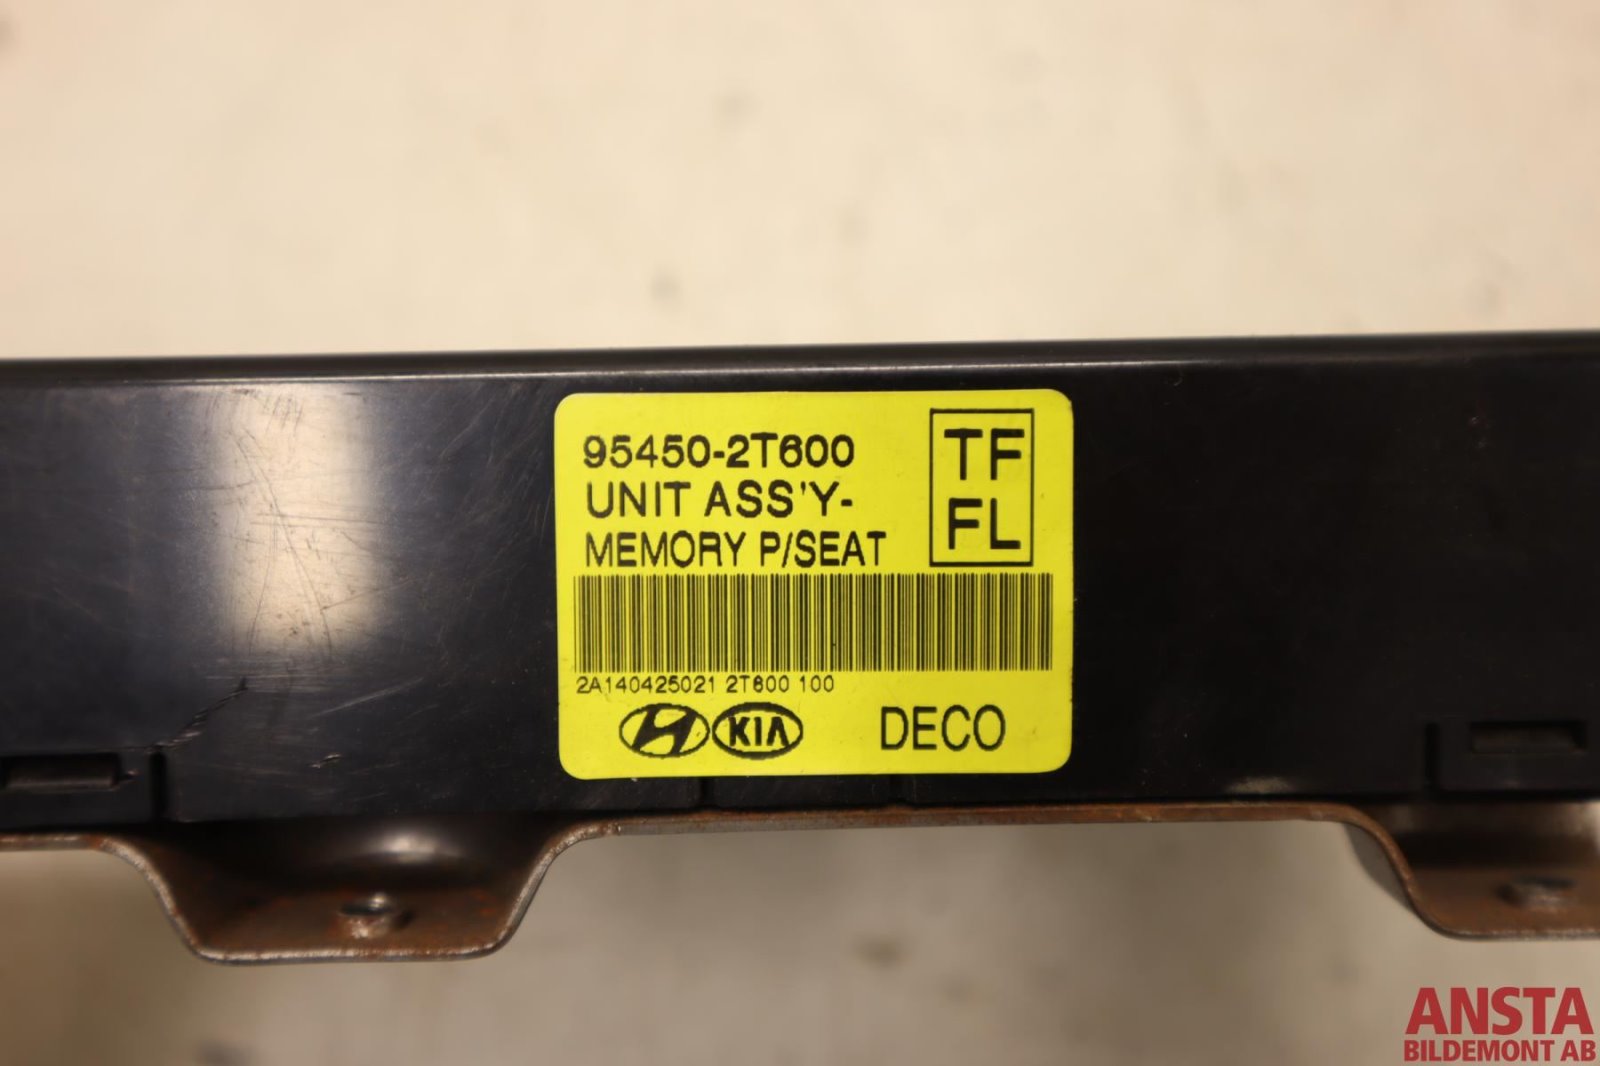 95450-2T600
UNIT ASS'Y-
MEMORY P/SEAT
TF
FL
2A140425021 2T600 100
KIA
DECO
ANSTA
BILDEMONT AB